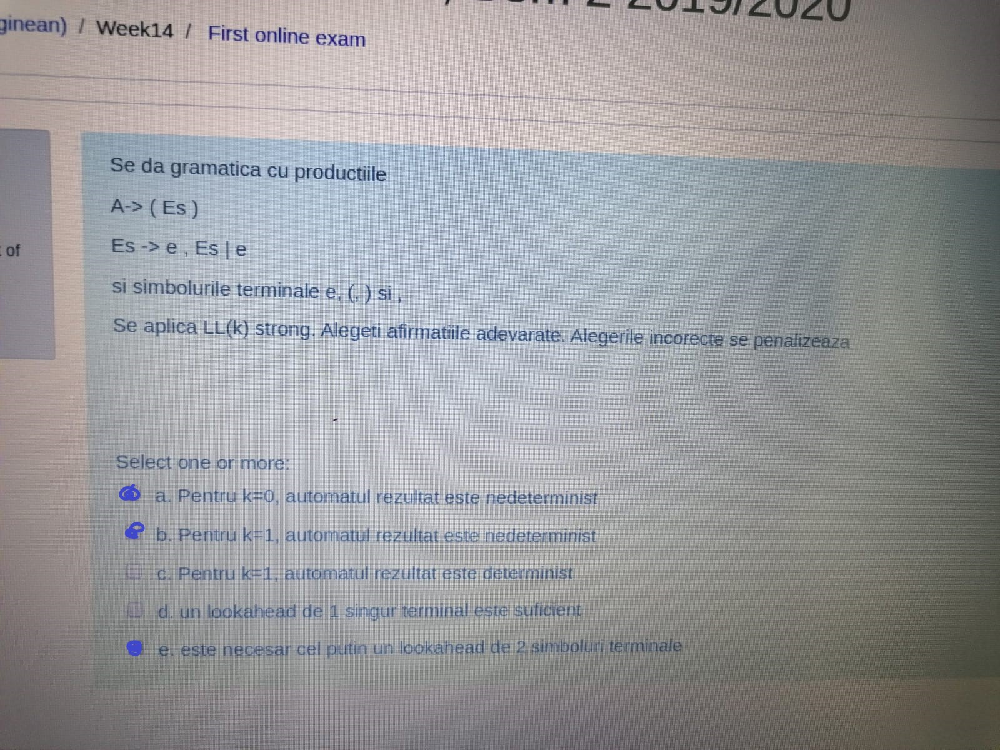 2 2019/2020
ginean) / Week14 / First online exam
of
Se da gramatica cu productiile
A-> ( Es )
Es -> e , Es | e
si simbolurile terminale e, (, ) si ,
Se aplica LL(k) strong. Alegeti afirmatiile adevarate. Alegerile incorecte se penalizeaza
Select one or more:
a. Pentru k=0, automatul rezultat este nedeterminist
b. Pentru k=1, automatul rezultat este nedeterminist
c. Pentru k=1, automatul rezultat este determinist
d. un lookahead de 1 singur terminal este suficient
e. este necesar cel putin un lookahead de 2 simboluri terminale